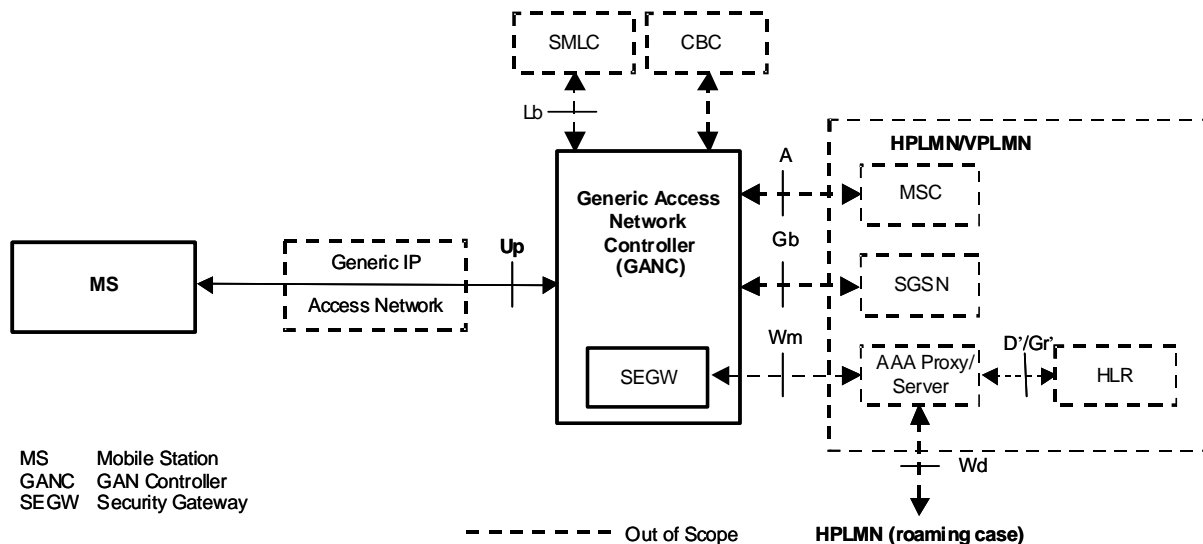 SMLC
CBC
Lb
HPLMN/VPLMN
A
MSC
Generic Access
Network
Controller
(GANC)
Gb
Up
Generic IP
Access Network
MS
SGSN
Wm
D'/Gr'
SEGW
AAA Proxy/
Server
HLR
MS Mobile Station
GANC GAN Controller
SEGW Security Gateway
Wd
Out of Scope
HPLMN (roaming case)